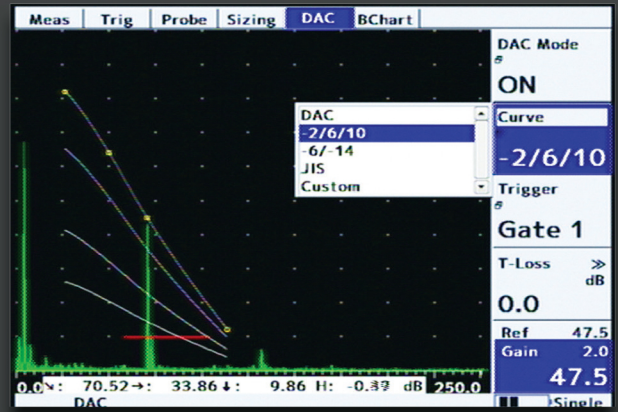 Meas Trig Probe Sizing DAC BChart
DAC Mode
ON
Curve
-2/6/10
Trigger
Gate 1
T-Loss
dB
0.0
Ref 47.5
Gain 2.0
47.5
DAC
-2/6/10
-6/-14
JIS
Custom
0.0 : 70.52 →: 33.86 ↓: 9.86 H: dB 250.0
DAC Single